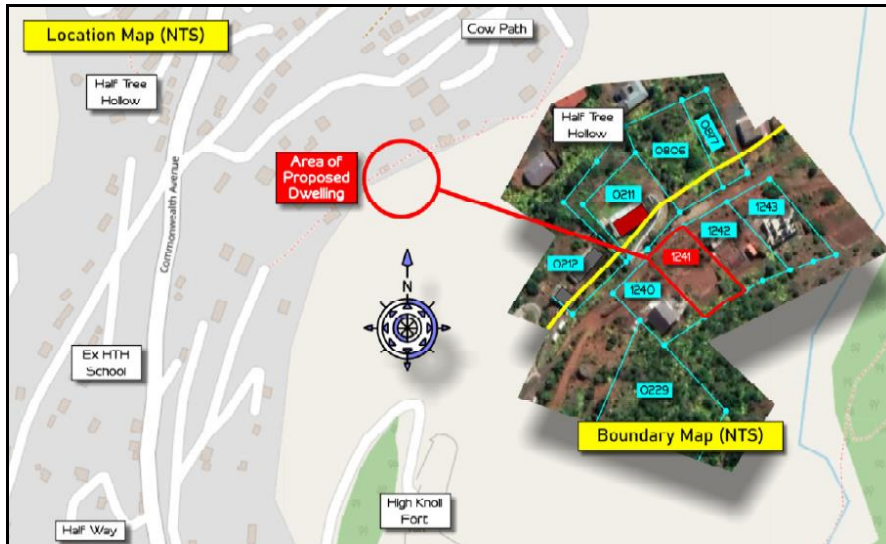 Location Map (NTS)
Cow Path
Half Tree
Hollow
Commonwealth Avenue
Area of
Proposed
Dwelling
N
Ex HTH
School
Half Way
High Knoll
Fort
Half Tree
Hollow
0877
0806
0211
1243
1242
1241
0212
1240
0229
Boundary Map (NTS)